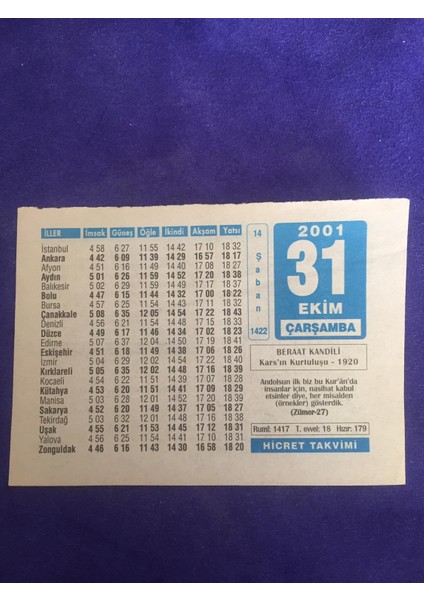 İLLER İmsak Güneş Öğle İkindi Akşam Yatsı
İstanbul 4 58 6 27 11 55 14 42 17 10 18 32
Ankara 4 42 6 09 11 39 14 29 16 57 18 17
Afyon 4 51 6 16 11 49 14 40 17 08 18 27
Aydın 5 01 6 26 11 59 14 52 17 20 18 38
Balıkesir 5 02 6 29 11 59 14 49 17 17 18 37
Bolu 4 47 6 15 11 44 14 32 17 00 18 22
Bursa 4 57 6 25 11 54 14 43 17 11 18 32
Çanakkale 5 08 6 35 12 05 14 54 17 22 18 43
Denizli 4 56 6 21 11 54 14 47 17 15 18 33
Düzce 4 49 6 17 11 46 14 34 17 02 18 23
Edirne 5 07 6 37 12 04 14 50 17 19 18 41
Eskişehir 4 51 6 18 11 49 14 38 17 06 18 26
İzmir 5 04 6 29 12 02 14 54 17 22 18 40
Kırklareli 5 05 6 35 12 02 14 48 17 16 18 39
Kocaeli 4 54 6 22 11 51 14 39 17 07 18 28
Kütahya 4 53 6 20 11 51 14 41 17 09 18 29
Manisa 5 03 6 28 12 01 14 52 17 20 18 39
Sakarya 4 52 6 20 11 49 14 37 17 05 18 27
Tekirdağ 5 03 6 32 12 01 14 48 17 16 18 38
Uşak 4 55 6 21 11 53 14 45 17 12 18 31
Yalova 4 56 6 25 11 54 14 41 17 10 18 31
Zonguldak 4 46 6 16 11 43 14 30 16 58 18 20
14
Şaban
1422
2001
31
EKİM
ÇARŞAMBA
BERAAT KANDİLİ
Kars'ın Kurtuluşu - 1920
Andolsun ilk biz bu Kur'ân'da
insanlar için, nasihat kabul
etsinler diye, her misalden
(örnekler) gösterdik.
(Zümer-27)
Rumî: 1417 T. evvel: 18 Hızır: 179
HİCRET TAKVİMİ